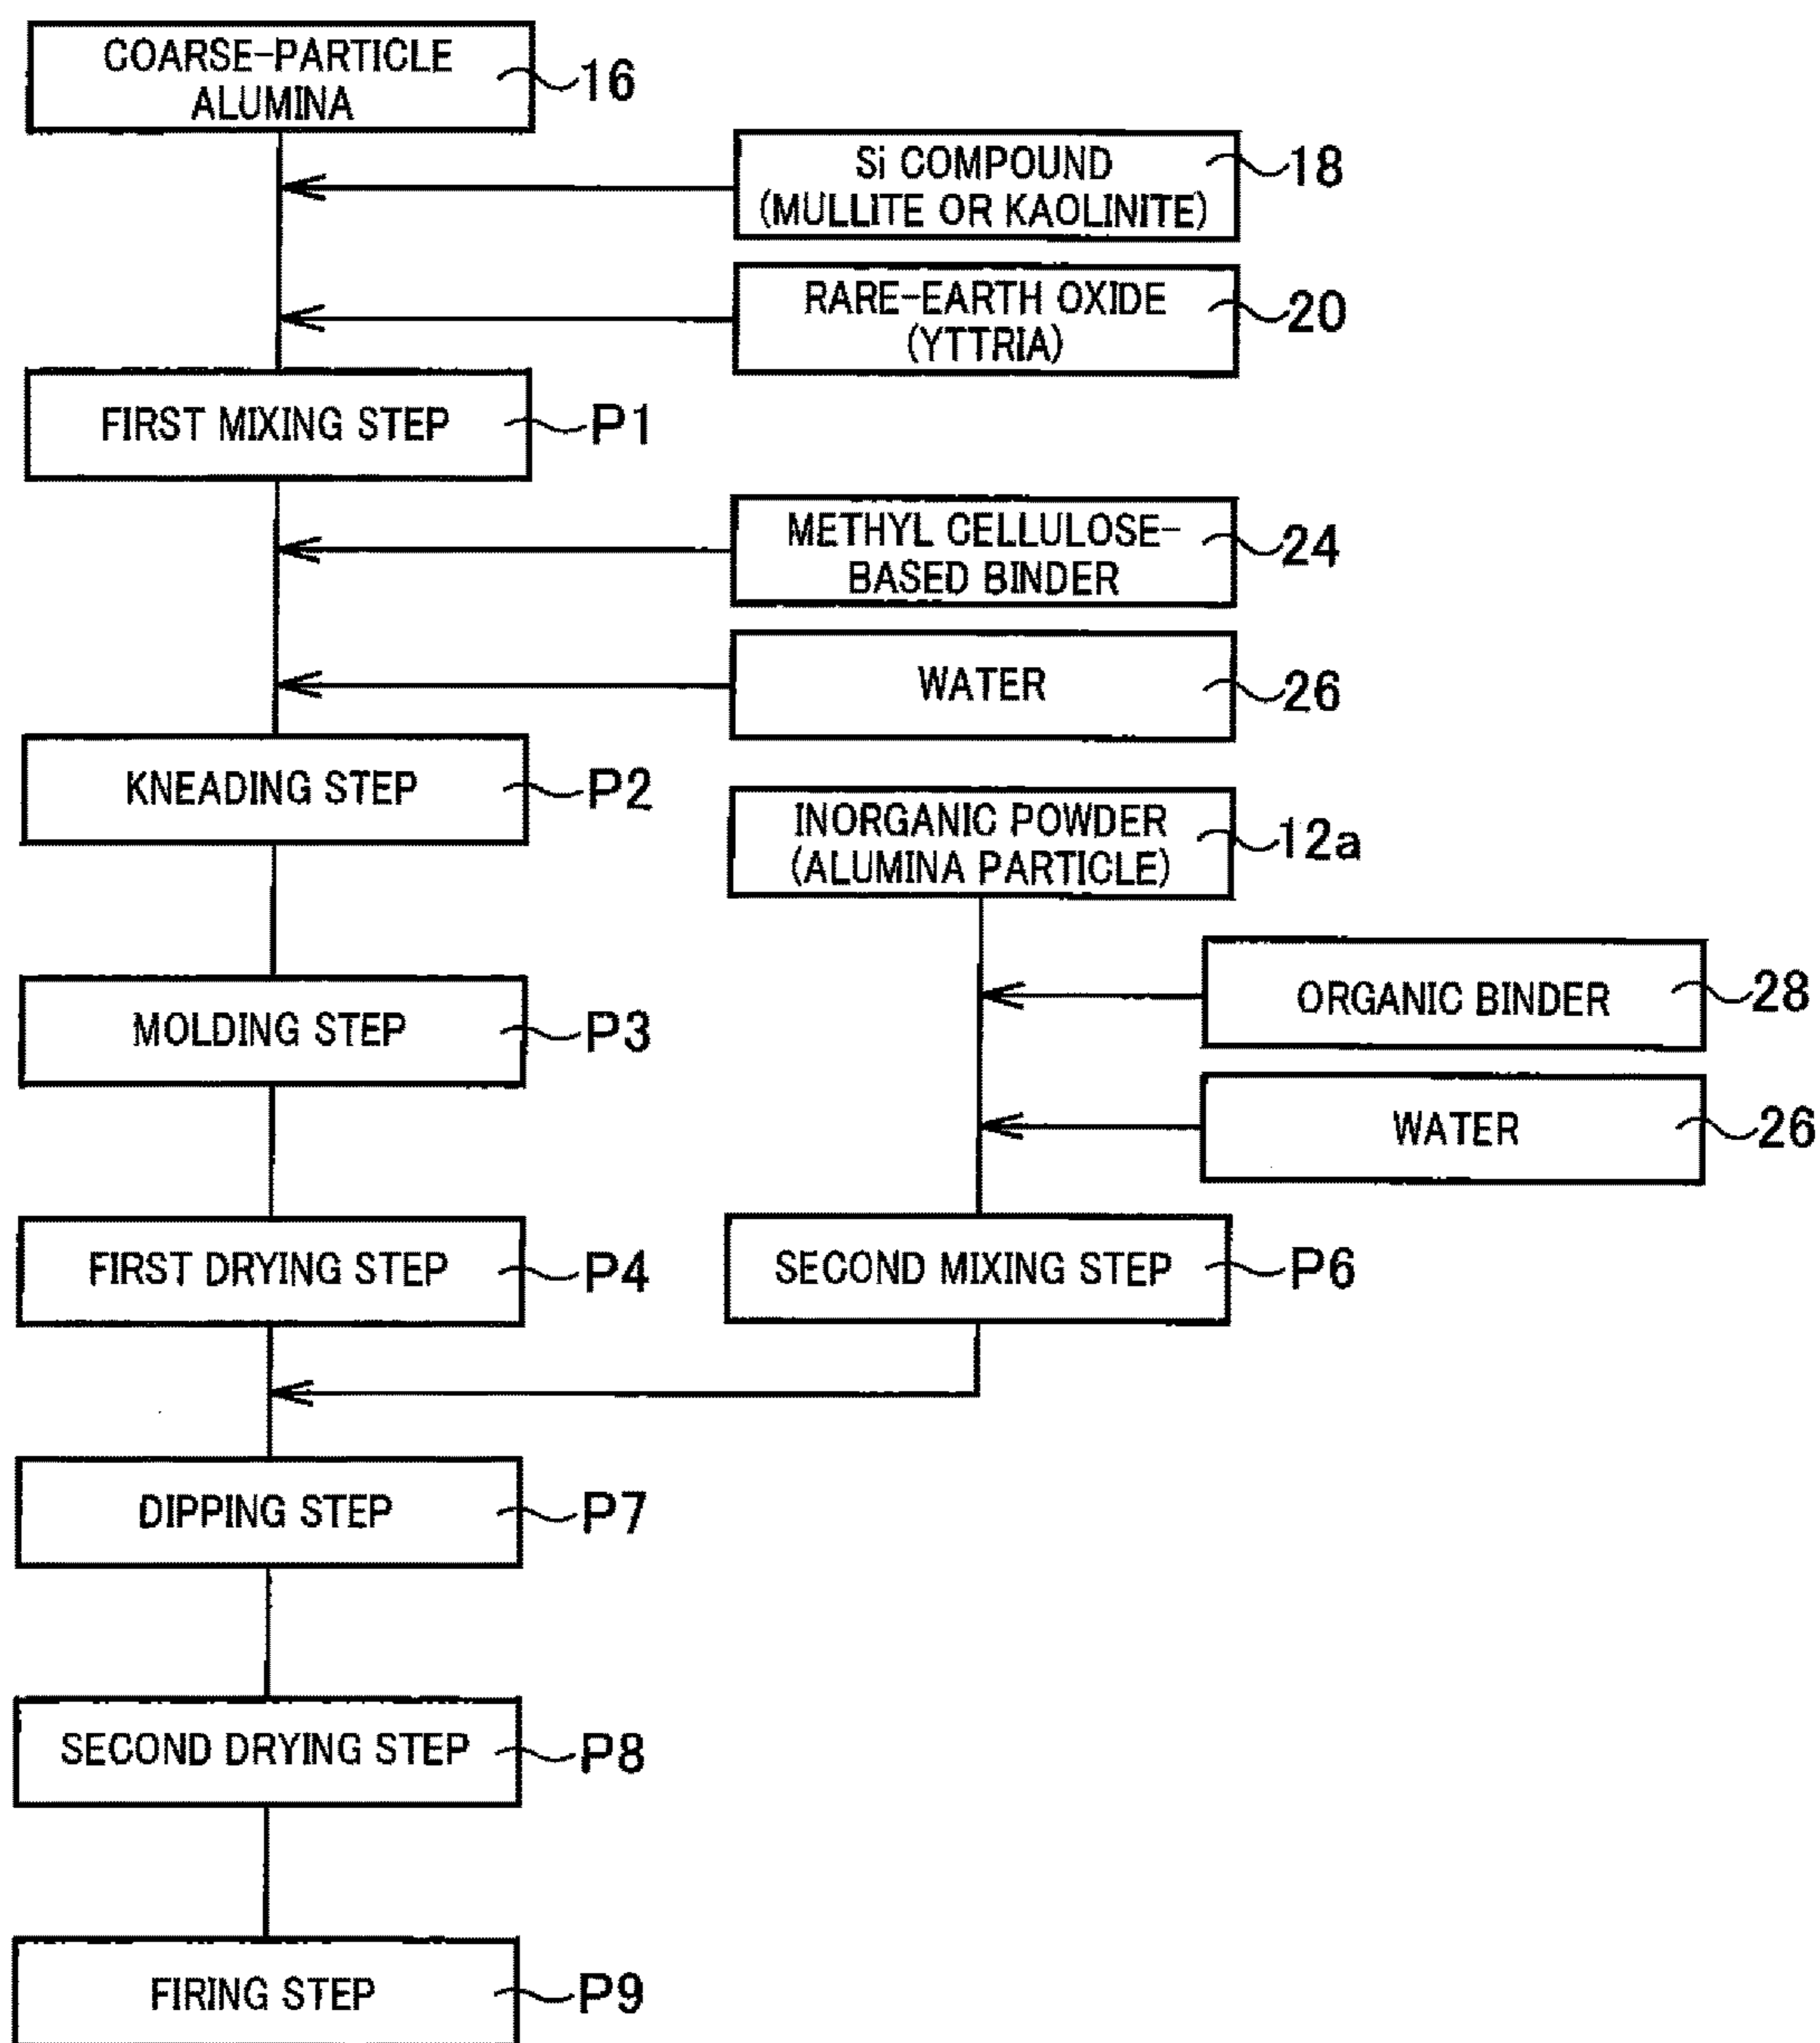 COARSE-PARTICLE
ALUMINA
16
Si COMPOUND
(MULLITE OR KAOLINITE)
18
RARE-EARTH OXIDE
(YTTRIA)
20
FIRST MIXING STEP
P1
METHYL CELLULOSE-
BASED BINDER
24
WATER
26
KNEADING STEP
P2
INORGANIC POWDER
(ALUMINA PARTICLE)
12a
ORGANIC BINDER
28
MOLDING STEP
P3
WATER
26
FIRST DRYING STEP
P4
SECOND MIXING STEP
P6
DIPPING STEP
P7
SECOND DRYING STEP
P8
FIRING STEP
P9